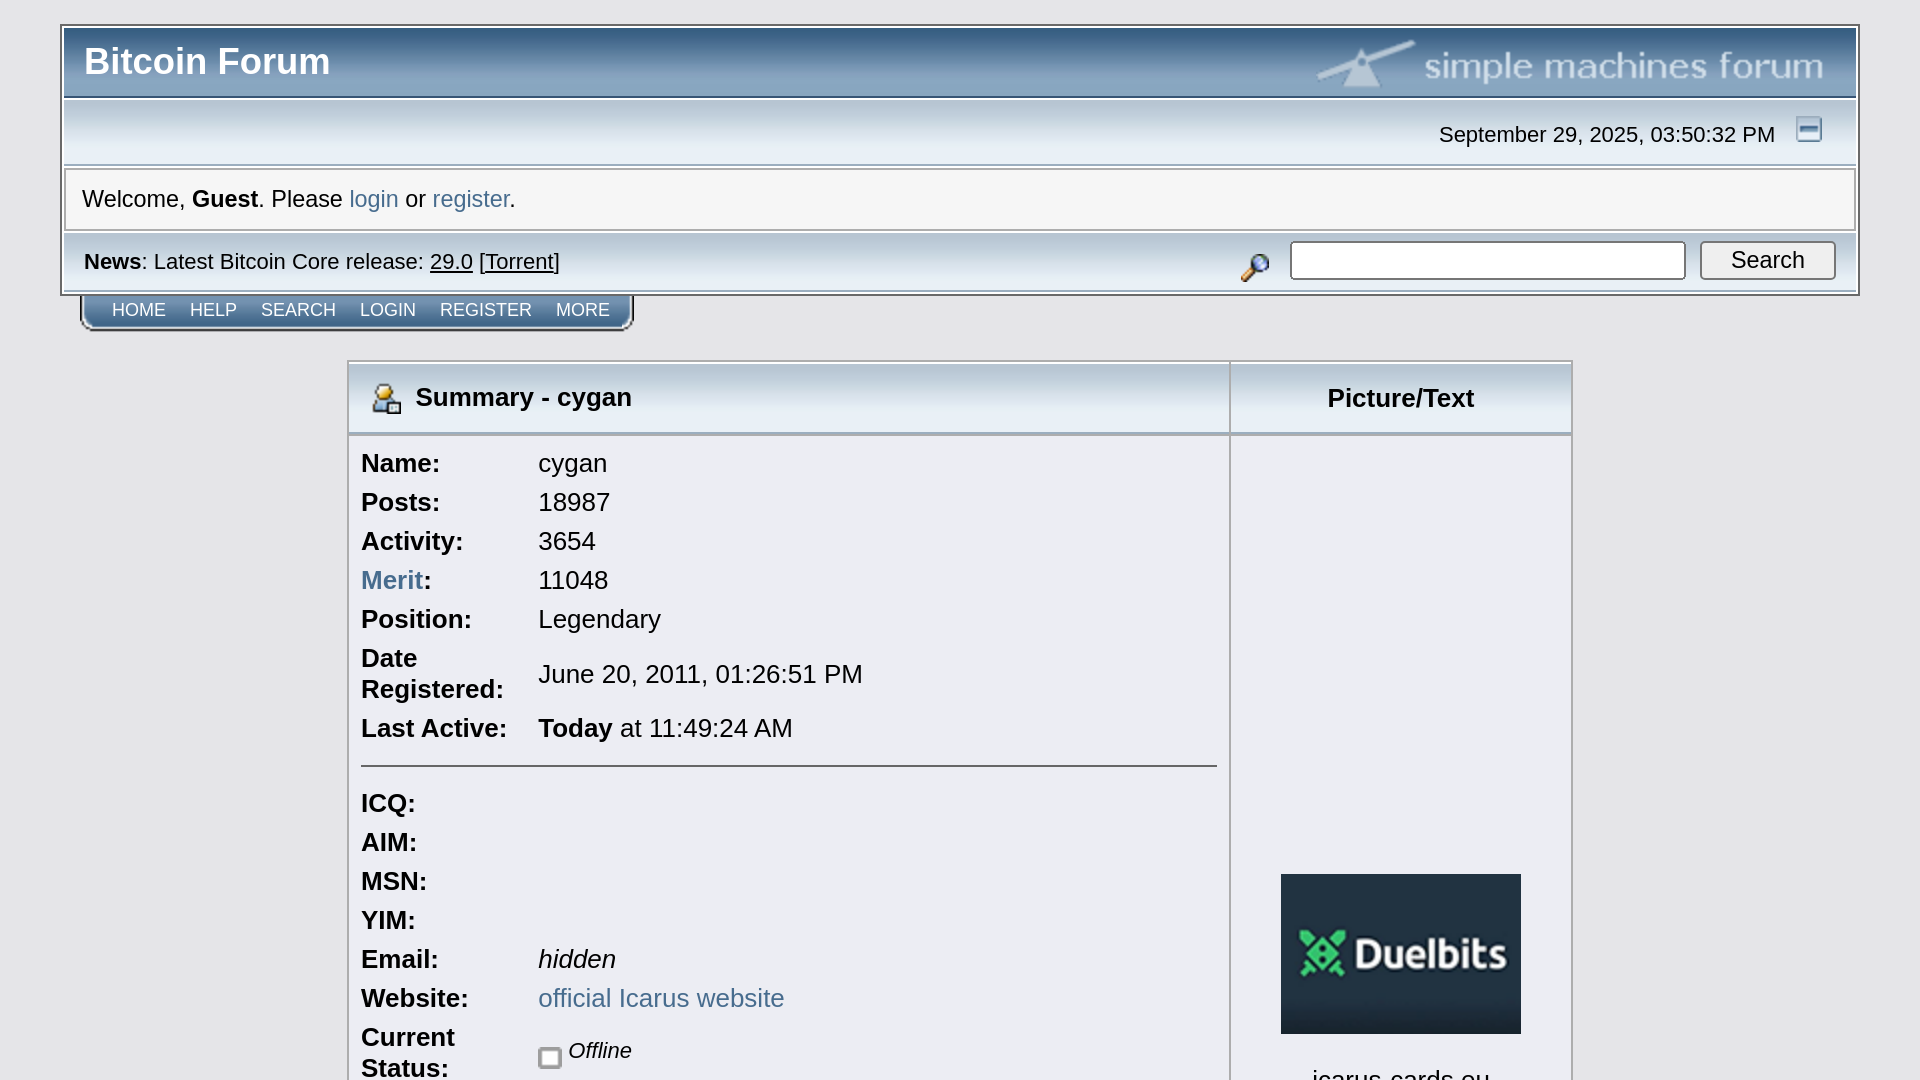 Bitcoin Forum
simple machines forum
September 29, 2025, 03:50:32 PM
Welcome, Guest. Please login or register.
News: Latest Bitcoin Core release: 29.0 [Torrent]
Search
HOME HELP SEARCH LOGIN REGISTER MORE
Summary - cygan
Picture/Text
Name: cygan
Posts: 18987
Activity: 3654
Merit: 11048
Position: Legendary
Date
Registered: June 20, 2011, 01:26:51 PM
Last Active: Today at 11:49:24 AM
ICQ:
AIM:
MSN:
YIM:
Email: hidden
Website: official Icarus website
Current
Status: Offline
Duelbits
icarus-cards.eu